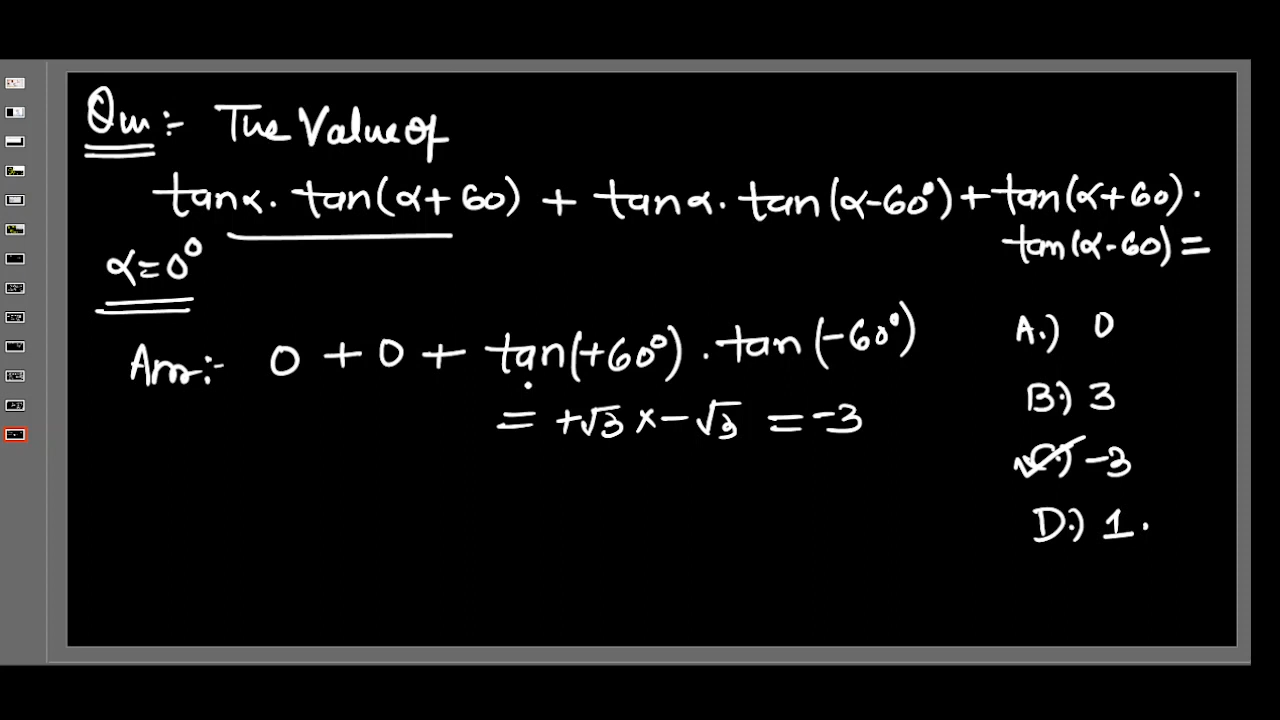 Qn:- The Value of
tanα. tan(α+60) + tanα. tan(α-60°) + tan(α+60).
tan(α-60) =
α=0°
Ans:- 0 + 0 + tan(+60°) . tan(-60°)
= +√3 × -√3 = -3
A.) 0
B.) 3
C.) -3
D.) 1.